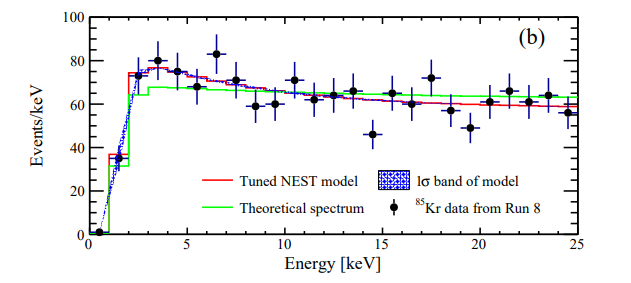 (b)
100
80
60
40
20
0
Events/keV
Tuned NEST model
1σ band of model
Theoretical spectrum
⁸⁵Kr data from Run 8
0 5 10 15 20 25
Energy [keV]